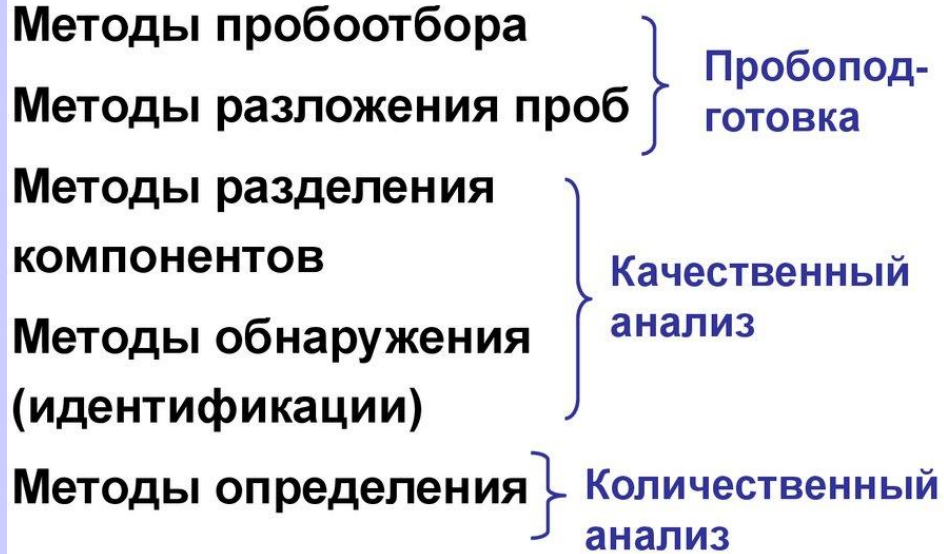 Методы пробоотбора
Методы разложения проб
Пробопод-
готовка
Методы разделения
компонентов
Методы обнаружения
(идентификации)
Качественный
анализ
Методы определения
Количественный
анализ